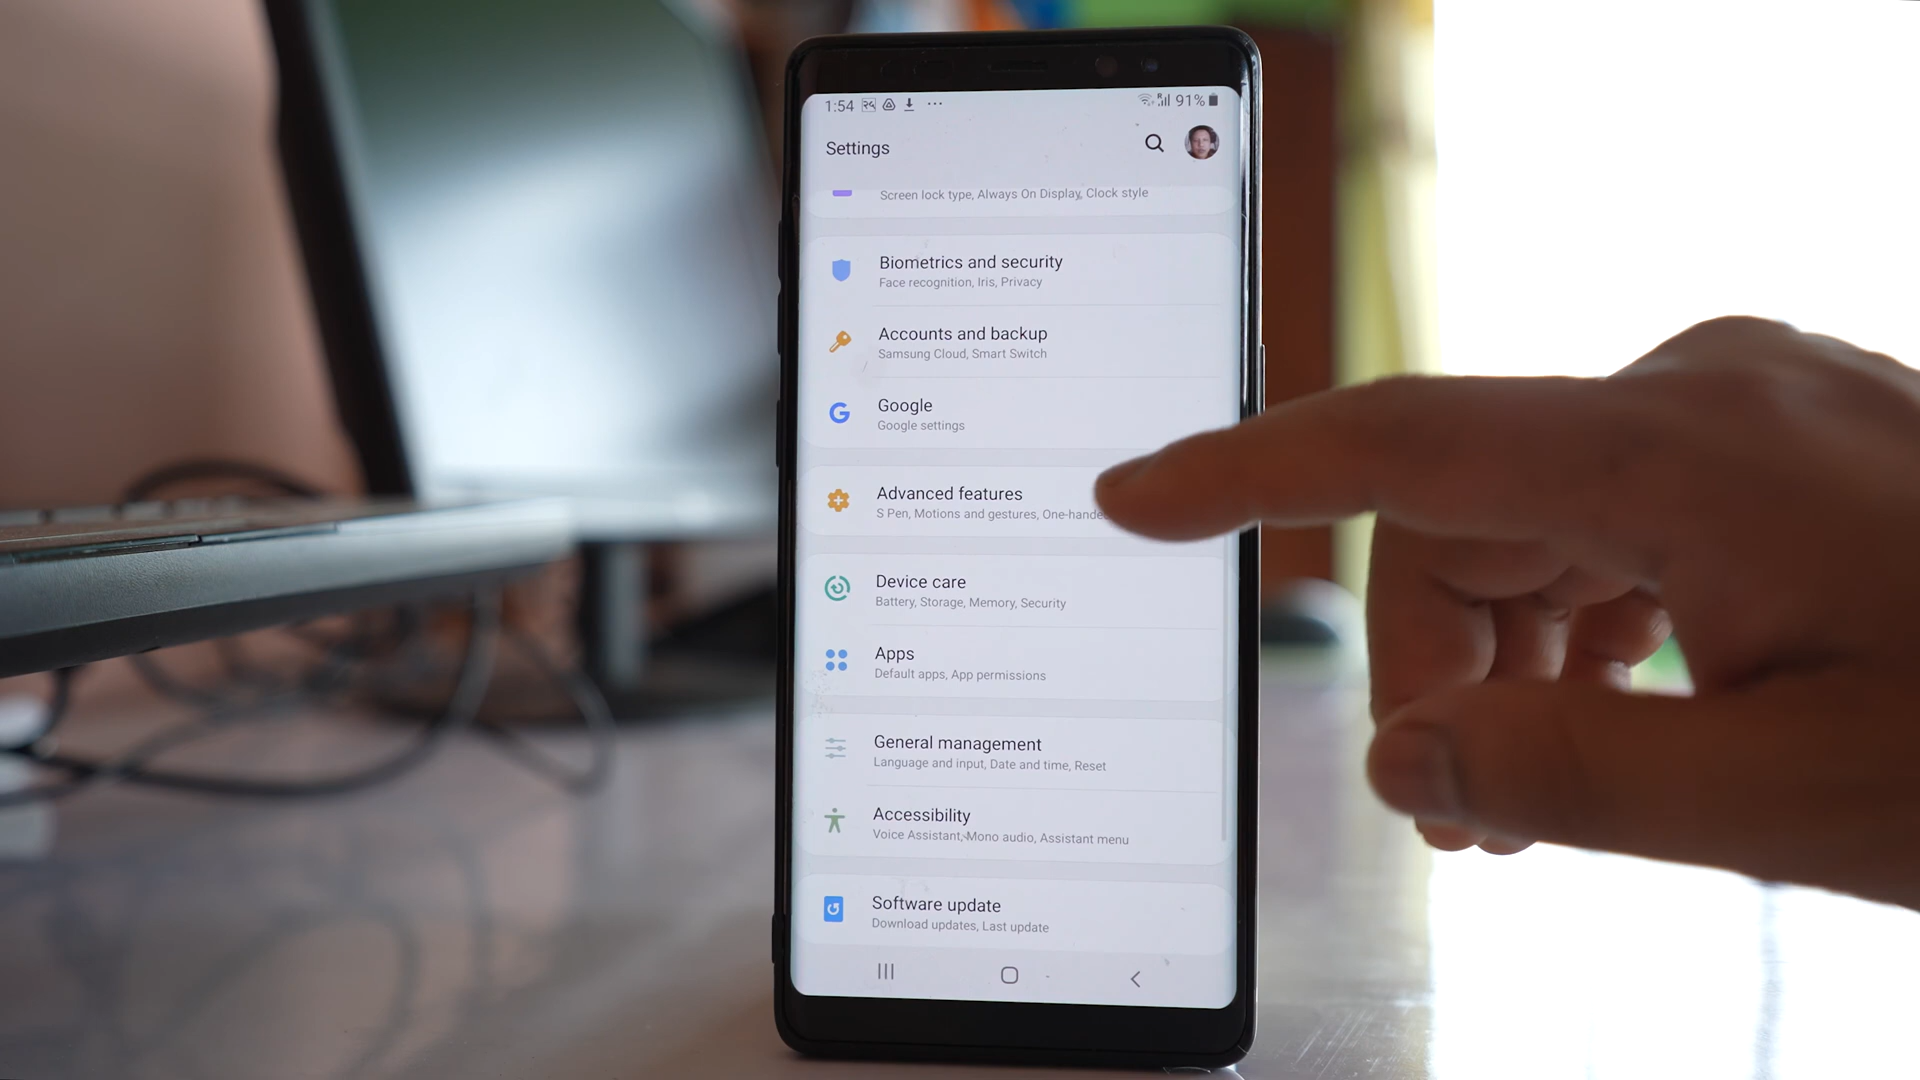 1:54 २५ ... R 91%
Settings
Screen lock type, Always On Display, Clock style
Biometrics and security
Face recognition, Iris, Privacy
Accounts and backup
Samsung Cloud, Smart Switch
G Google
Google settings
Advanced features
S Pen, Motions and gestures, One-hande
Device care
Battery, Storage, Memory, Security
Apps
Default apps, App permissions
General management
Language and input, Date and time, Reset
Accessibility
Voice Assistant, Mono audio, Assistant menu
Software update
Download updates, Last update